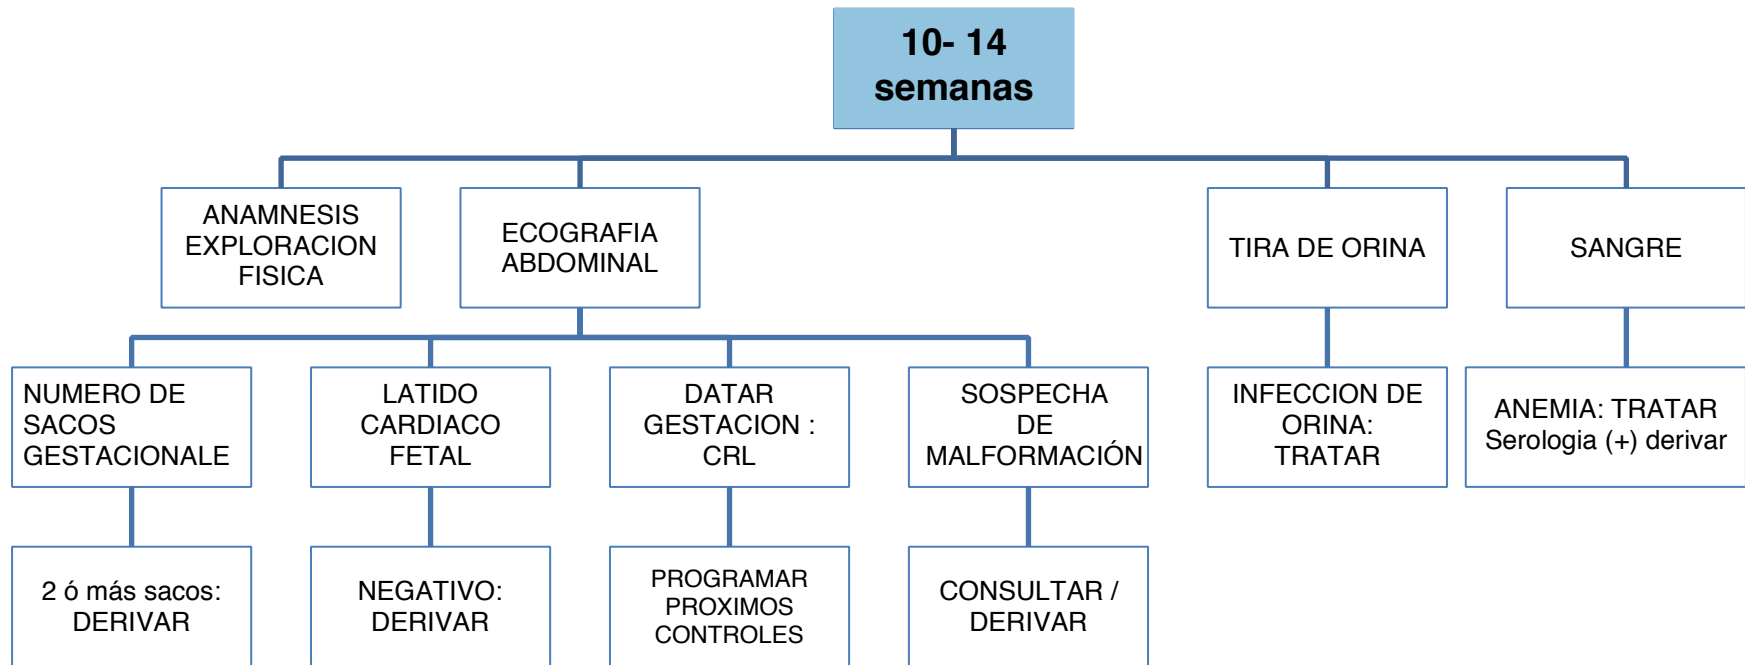 10- 14
semanas
ANAMNESIS
EXPLORACION
FISICA
ECOGRAFIA
ABDOMINAL
TIRA DE ORINA
SANGRE
NUMERO DE
SACOS
GESTACIONALE
LATIDO
CARDIACO
FETAL
DATAR
GESTACION :
CRL
SOSPECHA
DE
MALFORMACIÓN
INFECCION DE
ORINA:
TRATAR
ANEMIA: TRATAR
Serologia (+) derivar
2 ó más sacos:
DERIVAR
NEGATIVO:
DERIVAR
PROGRAMAR
PROXIMOS
CONTROLES
CONSULTAR /
DERIVAR